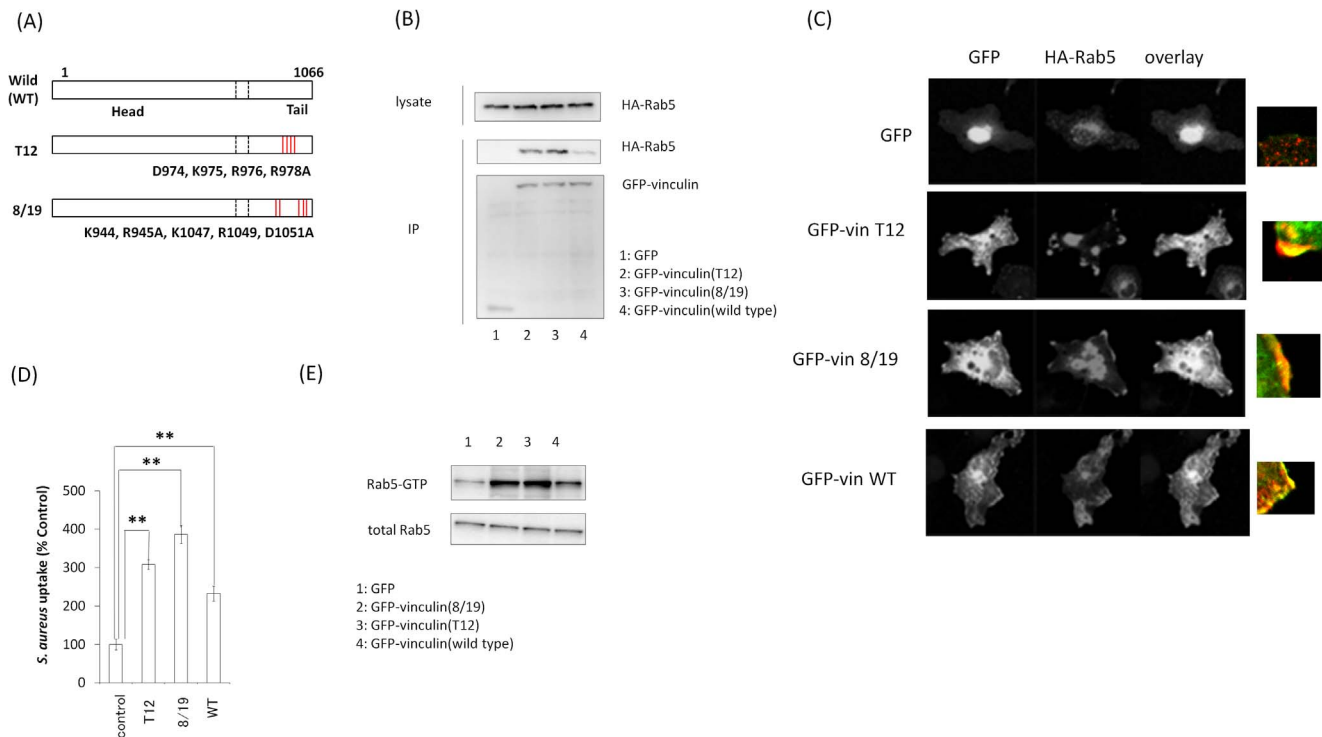 (A)
1 1066
Wild
(WT)
Head Tail
T12
D974, K975, R976, R978A
8/19
K944, R945A, K1047, R1049, D1051A
(B)
lysate HA-Rab5
HA-Rab5
GFP-vinculin
IP
1: GFP
2: GFP-vinculin(T12)
3: GFP-vinculin(8/19)
4: GFP-vinculin(wild type)
1 2 3 4
(C)
GFP HA-Rab5 overlay
GFP
GFP-vin T12
GFP-vin 8/19
GFP-vin WT
(D)
S. aureus uptake (% Control)
500
400
300
200
100
0
**
**
**
control T12 8/19 WT
(E)
1 2 3 4
Rab5-GTP
total Rab5
1: GFP
2: GFP-vinculin(8/19)
3: GFP-vinculin(T12)
4: GFP-vinculin(wild type)